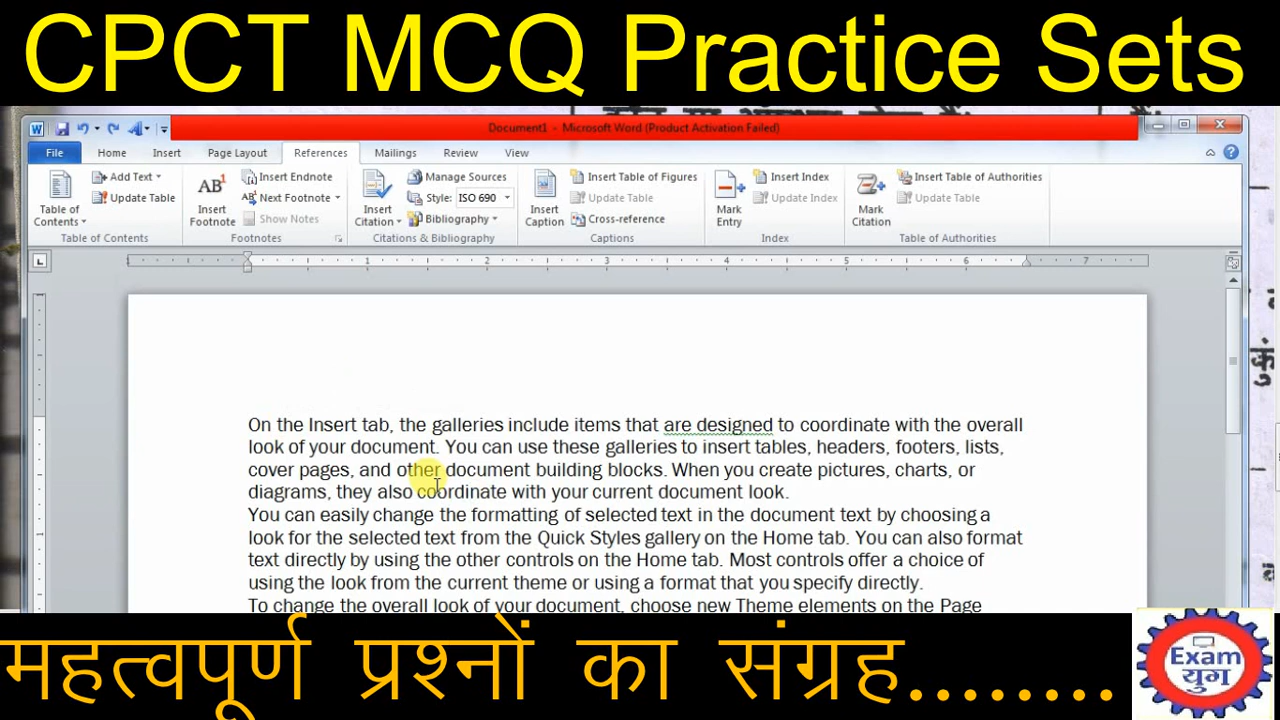 CPCT MCQ Practice Sets
Document1 - Microsoft Word (Product Activation Failed)
File Home Insert Page Layout References Mailings Review View
Table of Contents
Add Text
Update Table
Table of Contents
AB1
Insert Footnote
Insert Endnote
Next Footnote
Show Notes
Footnotes
Insert Citation
Manage Sources
Style: ISO 690
Bibliography
Citations & Bibliography
Insert Caption
Insert Table of Figures
Update Table
Cross-reference
Captions
Mark Entry
Insert Index
Update Index
Index
Mark Citation
Insert Table of Authorities
Update Table
Table of Authorities
1 2 3 4 5 6 7
On the Insert tab, the galleries include items that are designed to coordinate with the overall
look of your document. You can use these galleries to insert tables, headers, footers, lists,
cover pages, and other document building blocks. When you create pictures, charts, or
diagrams, they also coordinate with your current document look.
You can easily change the formatting of selected text in the document text by choosing a
look for the selected text from the Quick Styles gallery on the Home tab. You can also format
text directly by using the other controls on the Home tab. Most controls offer a choice of
using the look from the current theme or using a format that you specify directly.
To change the overall look of your document, choose new Theme elements on the Page
महत्वपूर्ण प्रश्नों का संग्रह........
Exam
युग